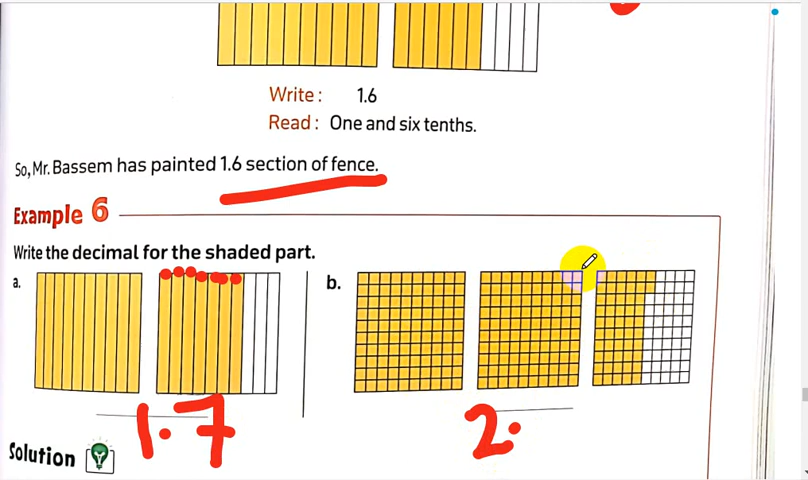 Write : 1.6
Read : One and six tenths.
So, Mr. Bassem has painted 1.6 section of fence.
Example 6
Write the decimal for the shaded part.
a. b.
1.7 2.
Solution